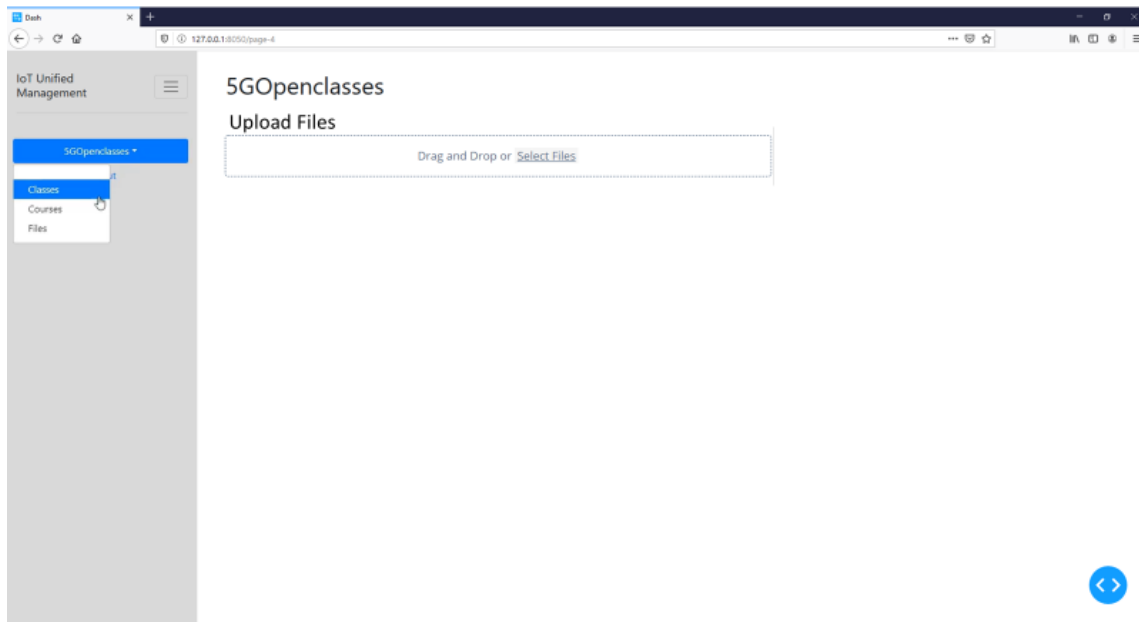 Dash
127.0.0.1:8050/page-4
IoT Unified
Management
5GOpenclasses
Classes
Courses
Files
5GOpenclasses
Upload Files
Drag and Drop or Select Files